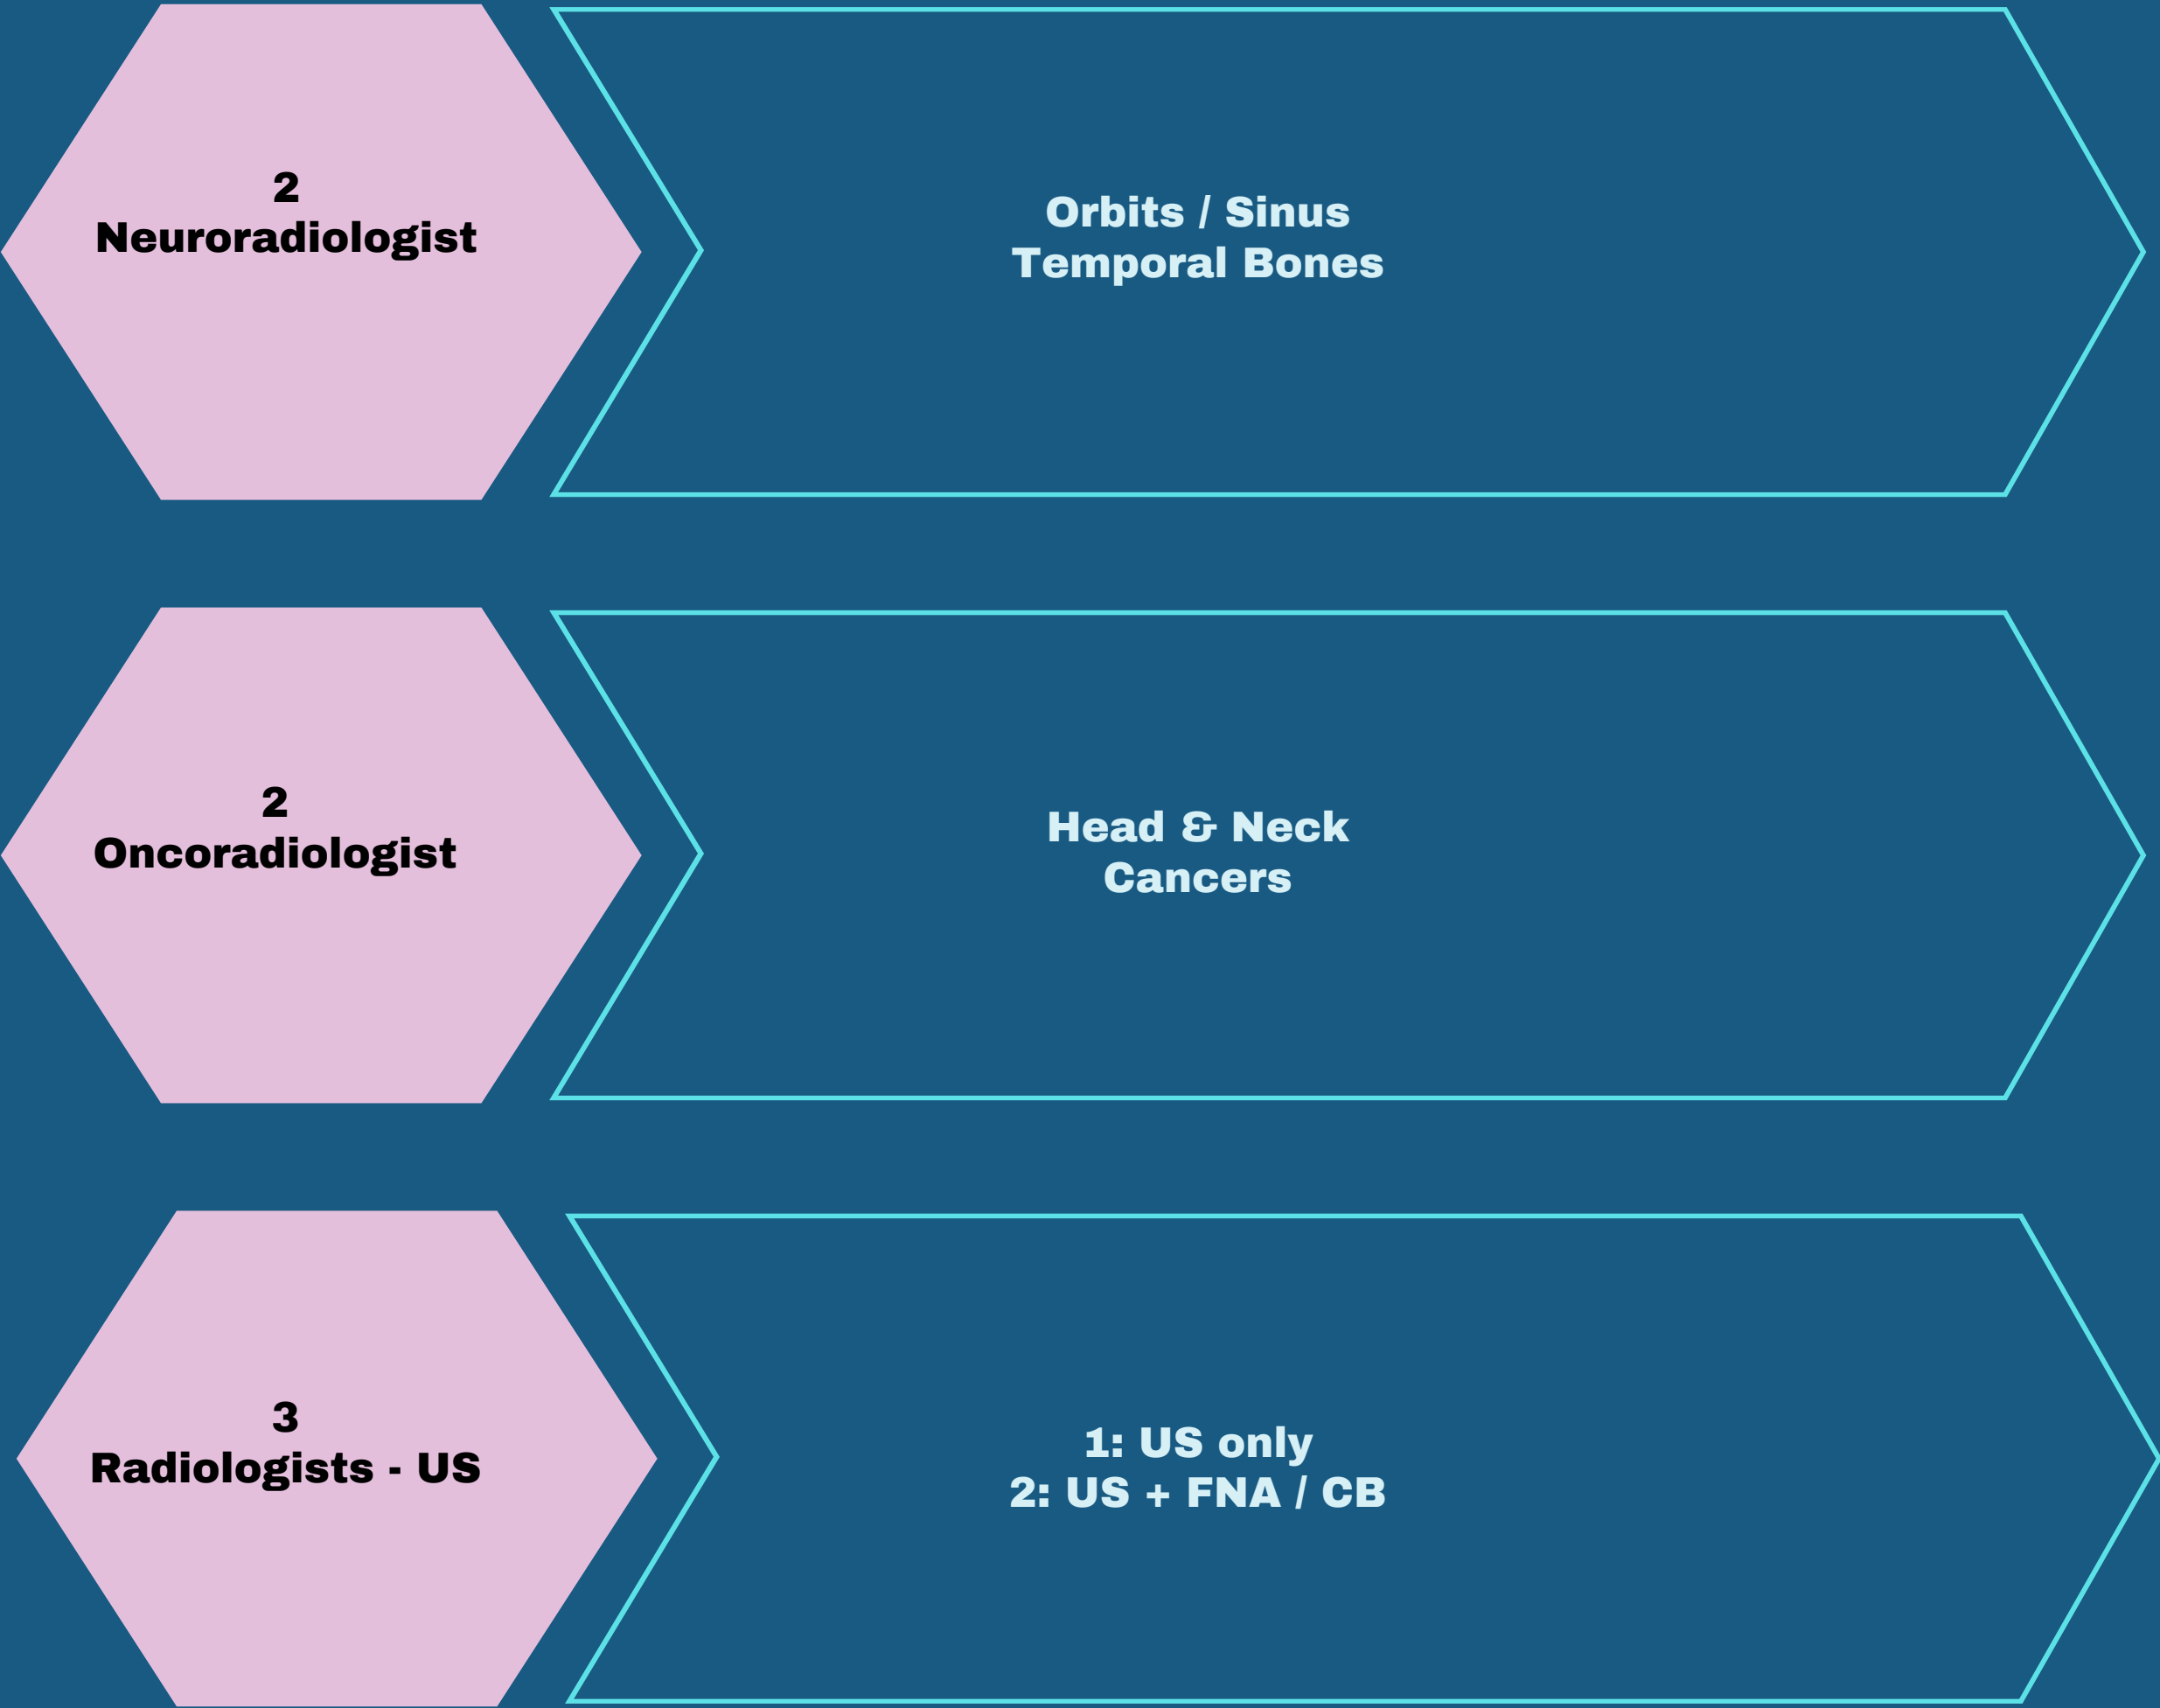 2
Neuroradiologist
Orbits / Sinus
Temporal Bones
2
Oncoradiologist
Head & Neck
Cancers
3
Radiologists - US
1: US only
2: US + FNA / CB